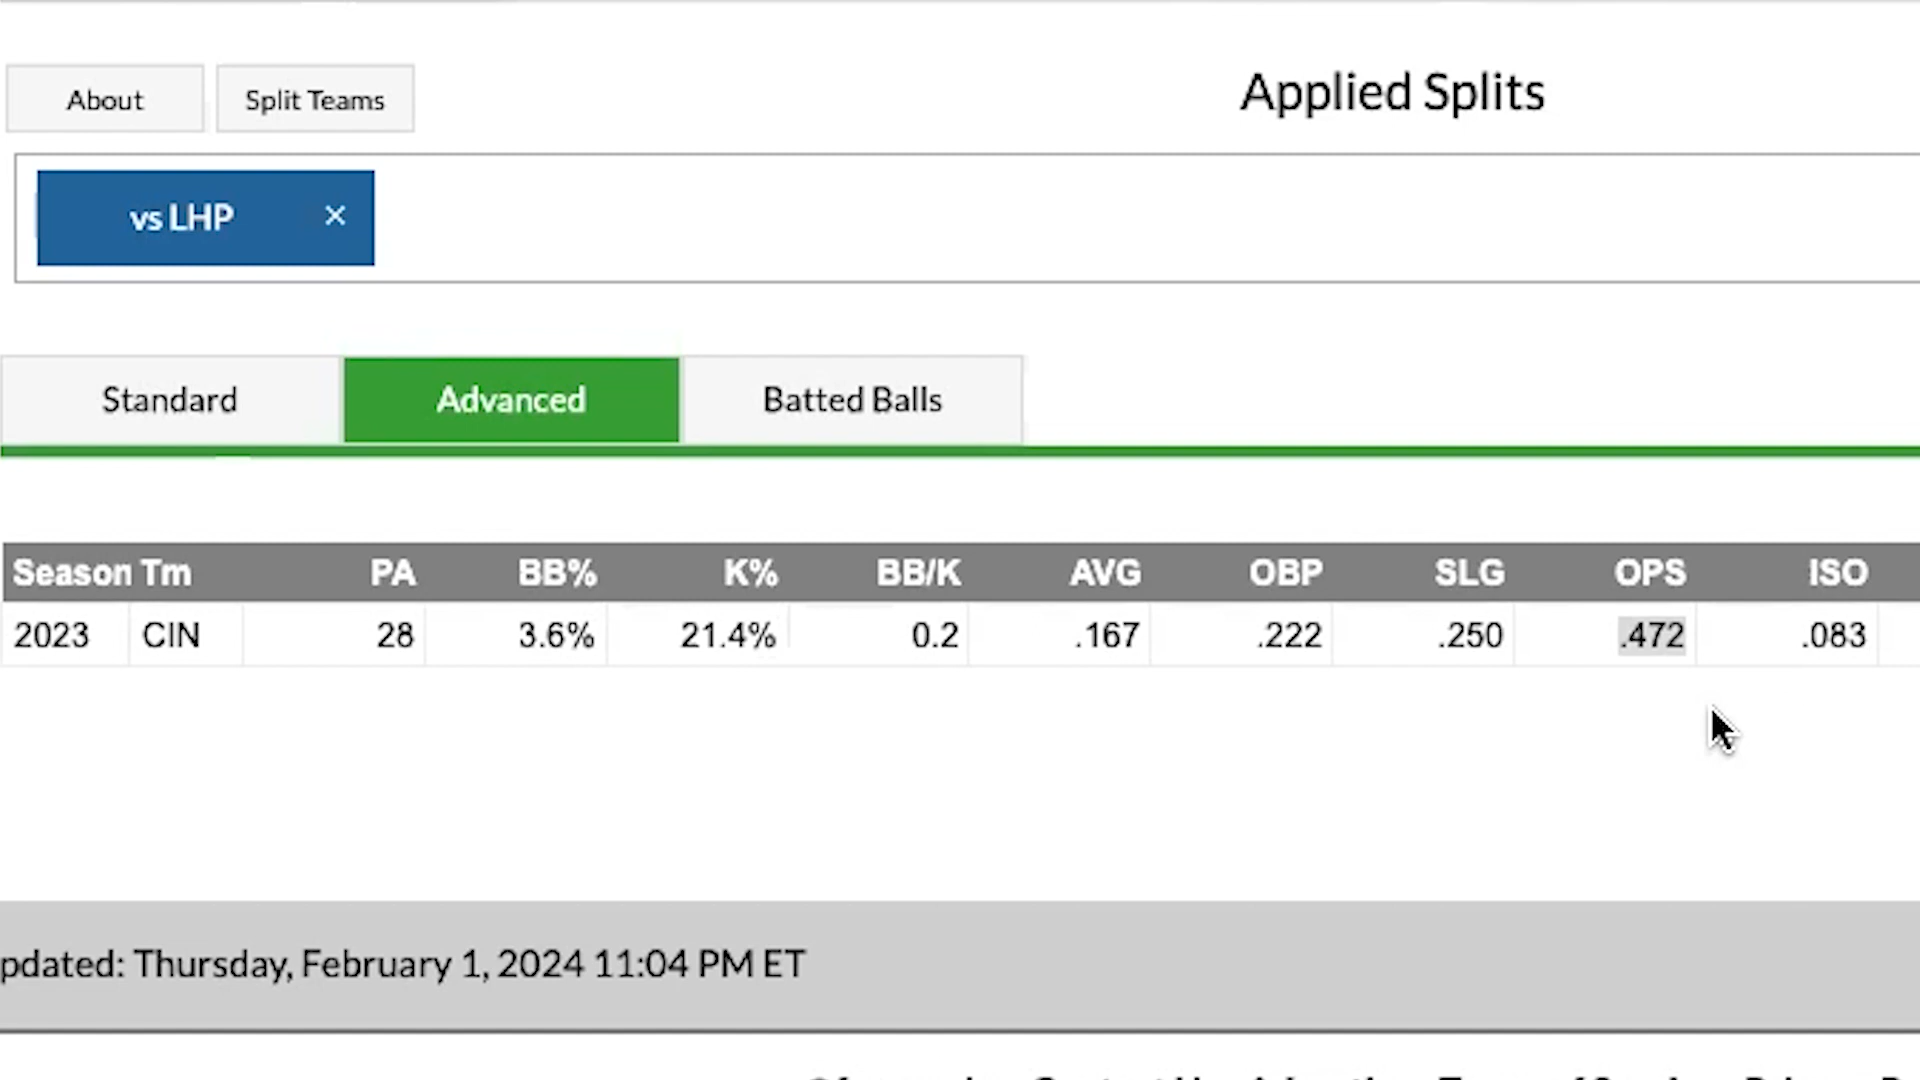 About Split Teams Applied Splits
vs LHP ×
Standard Advanced Batted Balls
Season Tm PA BB% K% BB/K AVG OBP SLG OPS ISO
2023 CIN 28 3.6% 21.4% 0.2 .167 .222 .250 .472 .083
pdated: Thursday, February 1, 2024 11:04 PM ET